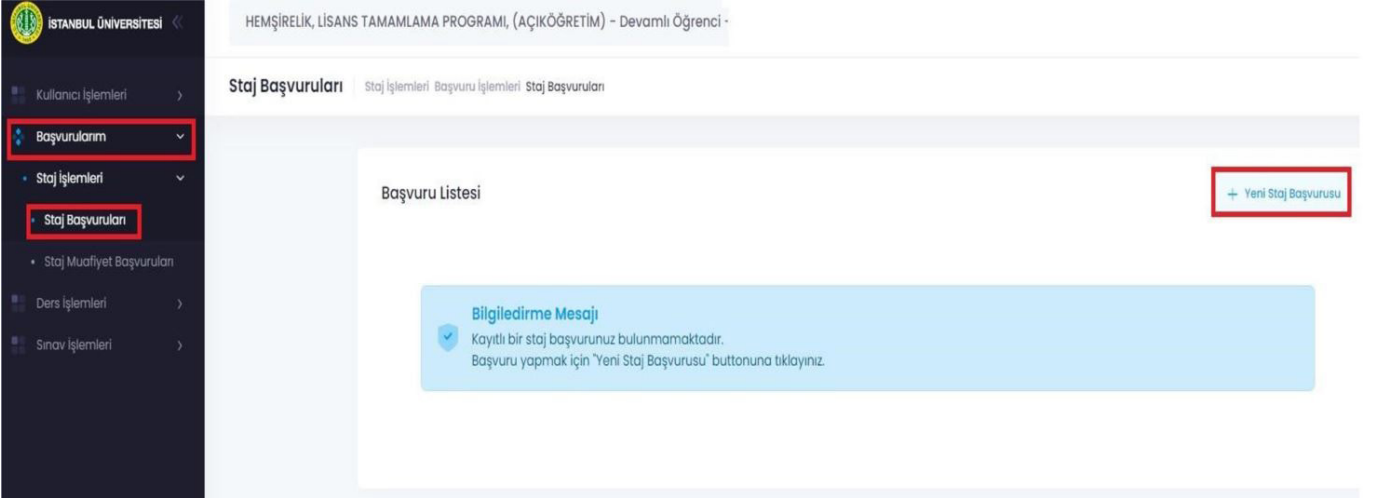 İSTANBUL ÜNİVERSİTESİ
HEMŞİRELİK, LİSANS TAMAMLAMA PROGRAMI, (AÇIKÖĞRETİM) - Devamlı Öğrenci -
Kullanıcı İşlemleri
Başvurularım
Staj İşlemleri
Staj Başvuruları
Staj Muafiyet Başvuruları
Ders İşlemleri
Sınav İşlemleri
Staj Başvuruları Staj İşlemleri Başvuru İşlemleri Staj Başvuruları
Başvuru Listesi
+ Yeni Staj Başvurusu
Bilgiledirme Mesajı
Kayıtlı bir staj başvurunuz bulunmamaktadır.
Başvuru yapmak için "Yeni Staj Başvurusu" buttonuna tıklayınız.